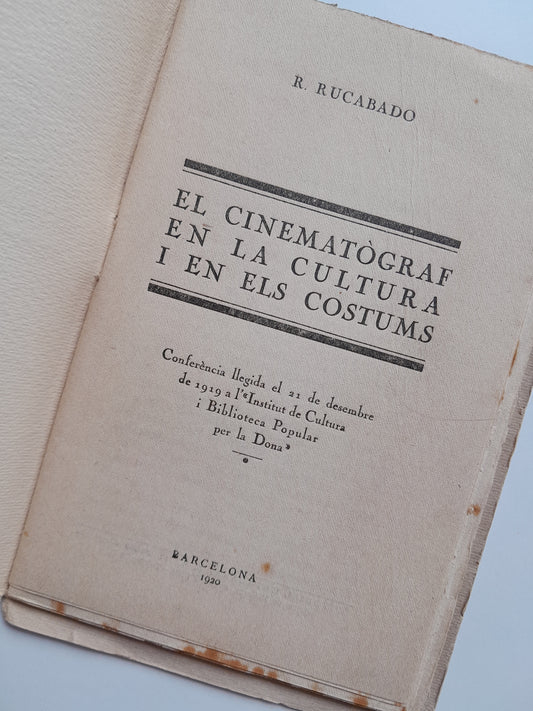 R. RUCABADO
EL CINEMATÒGRAF
EN LA CULTURA
I EN ELS COSTUMS
Conferència llegida el 21 de desembre
de 1919 a l'«Institut de Cultura
i Biblioteca Popular
per la Dona»
BARCELONA
1920